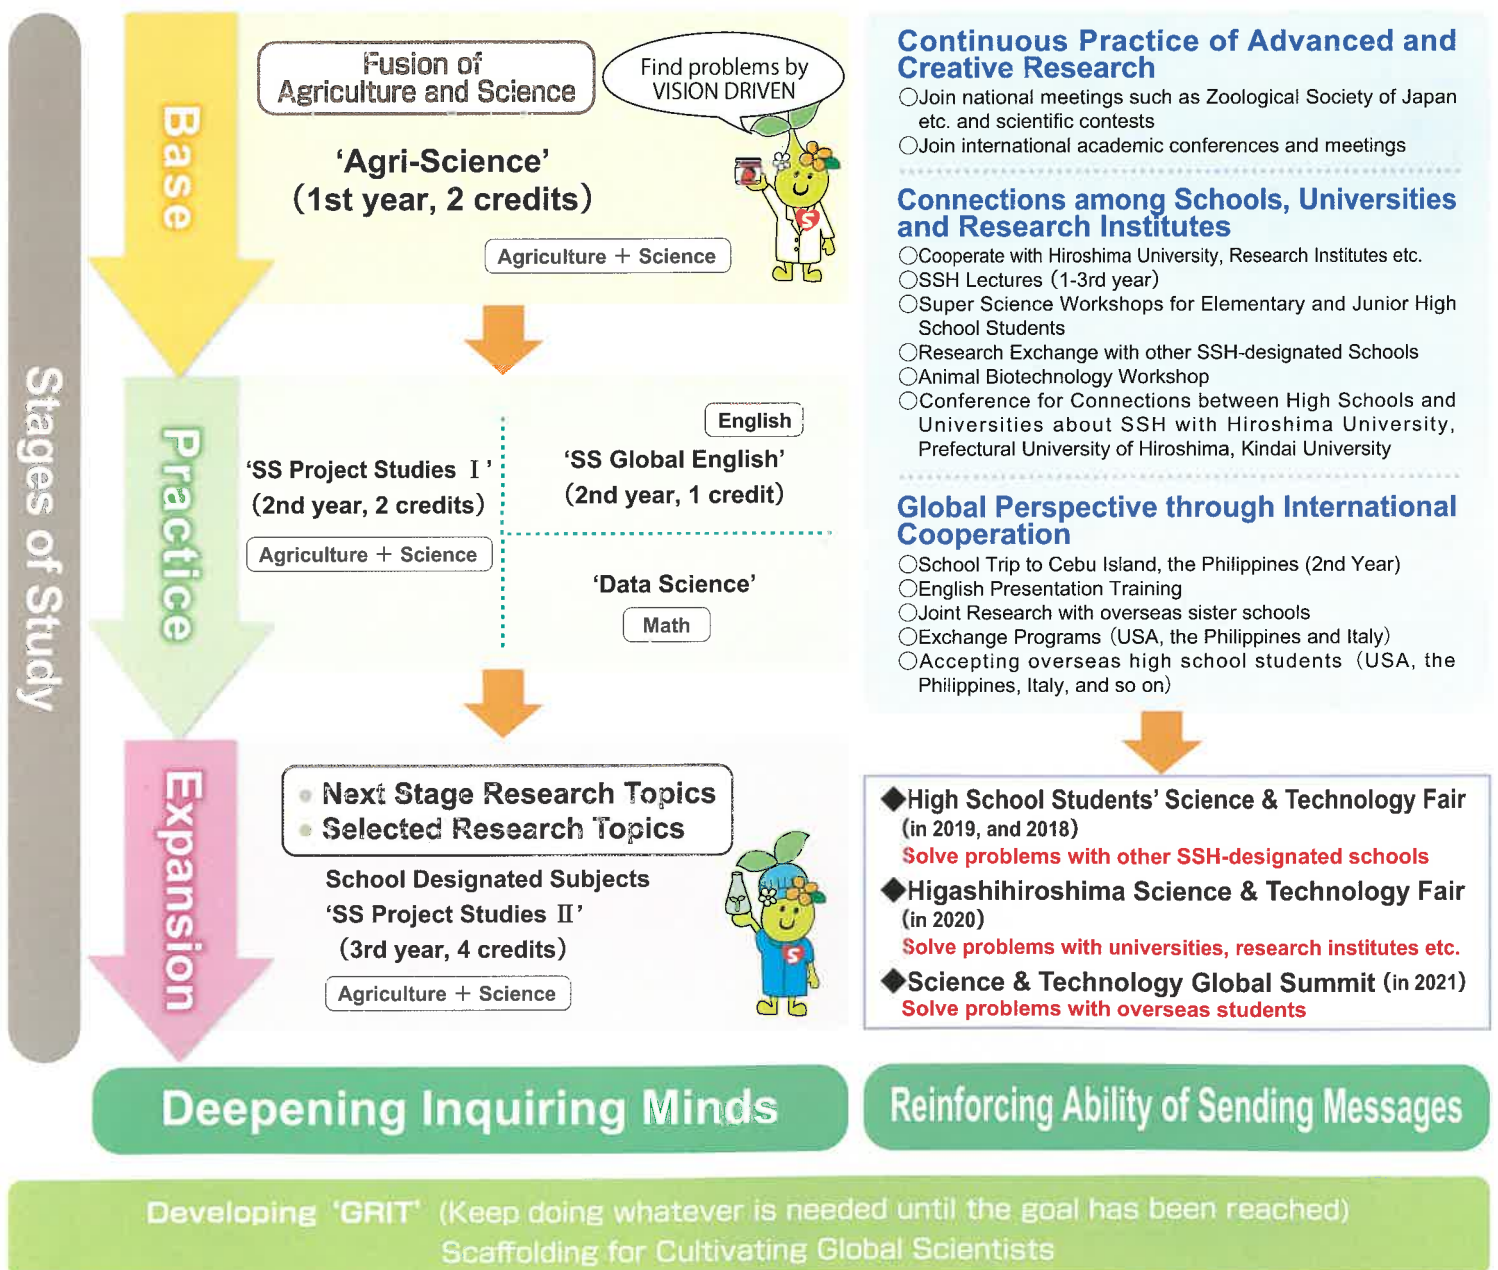 Stages of Study
Base
Fusion of
Agriculture and Science
Find problems by
VISION DRIVEN
'Agri-Science'
(1st year, 2 credits)
Agriculture + Science
S
Practice
'SS Project Studies Ⅰ'
(2nd year, 2 credits)
Agriculture + Science
English
'SS Global English'
(2nd year, 1 credit)
'Data Science'
Math
Expansion
• Next Stage Research Topics
• Selected Research Topics
School Designated Subjects
'SS Project Studies Ⅱ'
(3rd year, 4 credits)
Agriculture + Science
S
Deepening Inquiring Minds
Continuous Practice of Advanced and
Creative Research
○Join national meetings such as Zoological Society of Japan
etc. and scientific contests
○Join international academic conferences and meetings
Connections among Schools, Universities
and Research Institutes
○Cooperate with Hiroshima University, Research Institutes etc.
○SSH Lectures (1-3rd year)
○Super Science Workshops for Elementary and Junior High
School Students
○Research Exchange with other SSH-designated Schools
○Animal Biotechnology Workshop
○Conference for Connections between High Schools and
Universities about SSH with Hiroshima University,
Prefectural University of Hiroshima, Kindai University
Global Perspective through International
Cooperation
○School Trip to Cebu Island, the Philippines (2nd Year)
○English Presentation Training
○Joint Research with overseas sister schools
○Exchange Programs (USA, the Philippines and Italy)
○Accepting overseas high school students (USA, the
Philippines, Italy, and so on)
◆High School Students' Science & Technology Fair
(in 2019, and 2018)
Solve problems with other SSH-designated schools
◆Higashihiroshima Science & Technology Fair
(in 2020)
Solve problems with universities, research institutes etc.
◆Science & Technology Global Summit (in 2021)
Solve problems with overseas students
Reinforcing Ability of Sending Messages
Developing 'GRIT' (Keep doing whatever is needed until the goal has been reached)
Scaffolding for Cultivating Global Scientists